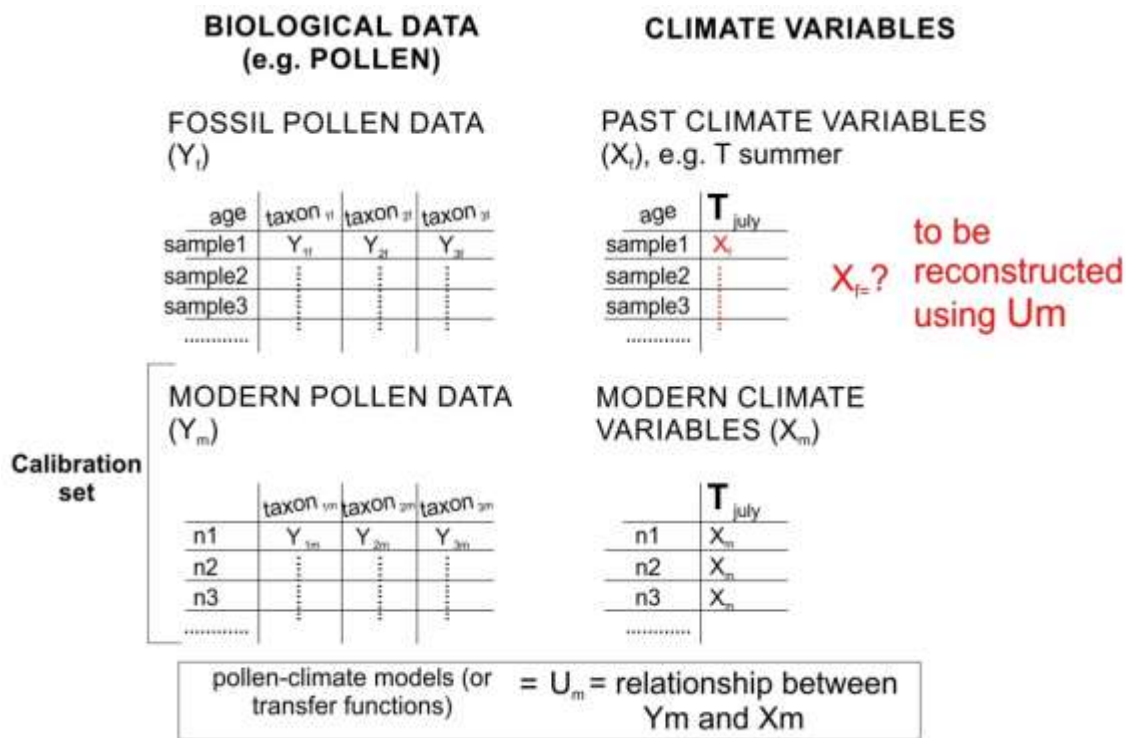 BIOLOGICAL DATA
(e.g. POLLEN)
CLIMATE VARIABLES
FOSSIL POLLEN DATA
(Yf)
age taxon 1f taxon 2f taxon 3f
sample1 Y1f Y2f Y3f
sample2
sample3
............
PAST CLIMATE VARIABLES
(Xf), e.g. T summer
age T july
sample1 Xf
sample2
sample3
............
Xf=?
to be
reconstructed
using Um
Calibration
set
MODERN POLLEN DATA
(Ym)
taxon 1m taxon 2m taxon 3m
n1 Y1m Y2m Y3m
n2
n3
............
MODERN CLIMATE
VARIABLES (Xm)
T july
n1 Xm
n2 Xm
n3 Xm
............
pollen-climate models (or
transfer functions)
= Um = relationship between
Ym and Xm